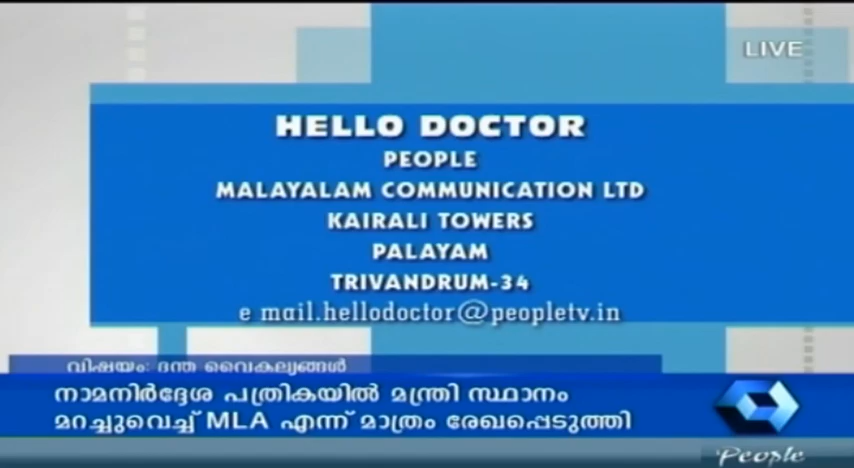 LIVE
HELLO DOCTOR
PEOPLE
MALAYALAM COMMUNICATION LTD
KAIRALI TOWERS
PALAYAM
TRIVANDRUM-34
e mail.hellodoctor@peopletv.in
വിഷയം: ദന്ത വൈകല്യങ്ങൾ
നാമനിർദ്ദേശ പത്രികയിൽ മന്ത്രി സ്ഥാനം
മറച്ചുവെച്ച് MLA എന്ന് മാത്രം രേഖപ്പെടുത്തി
People